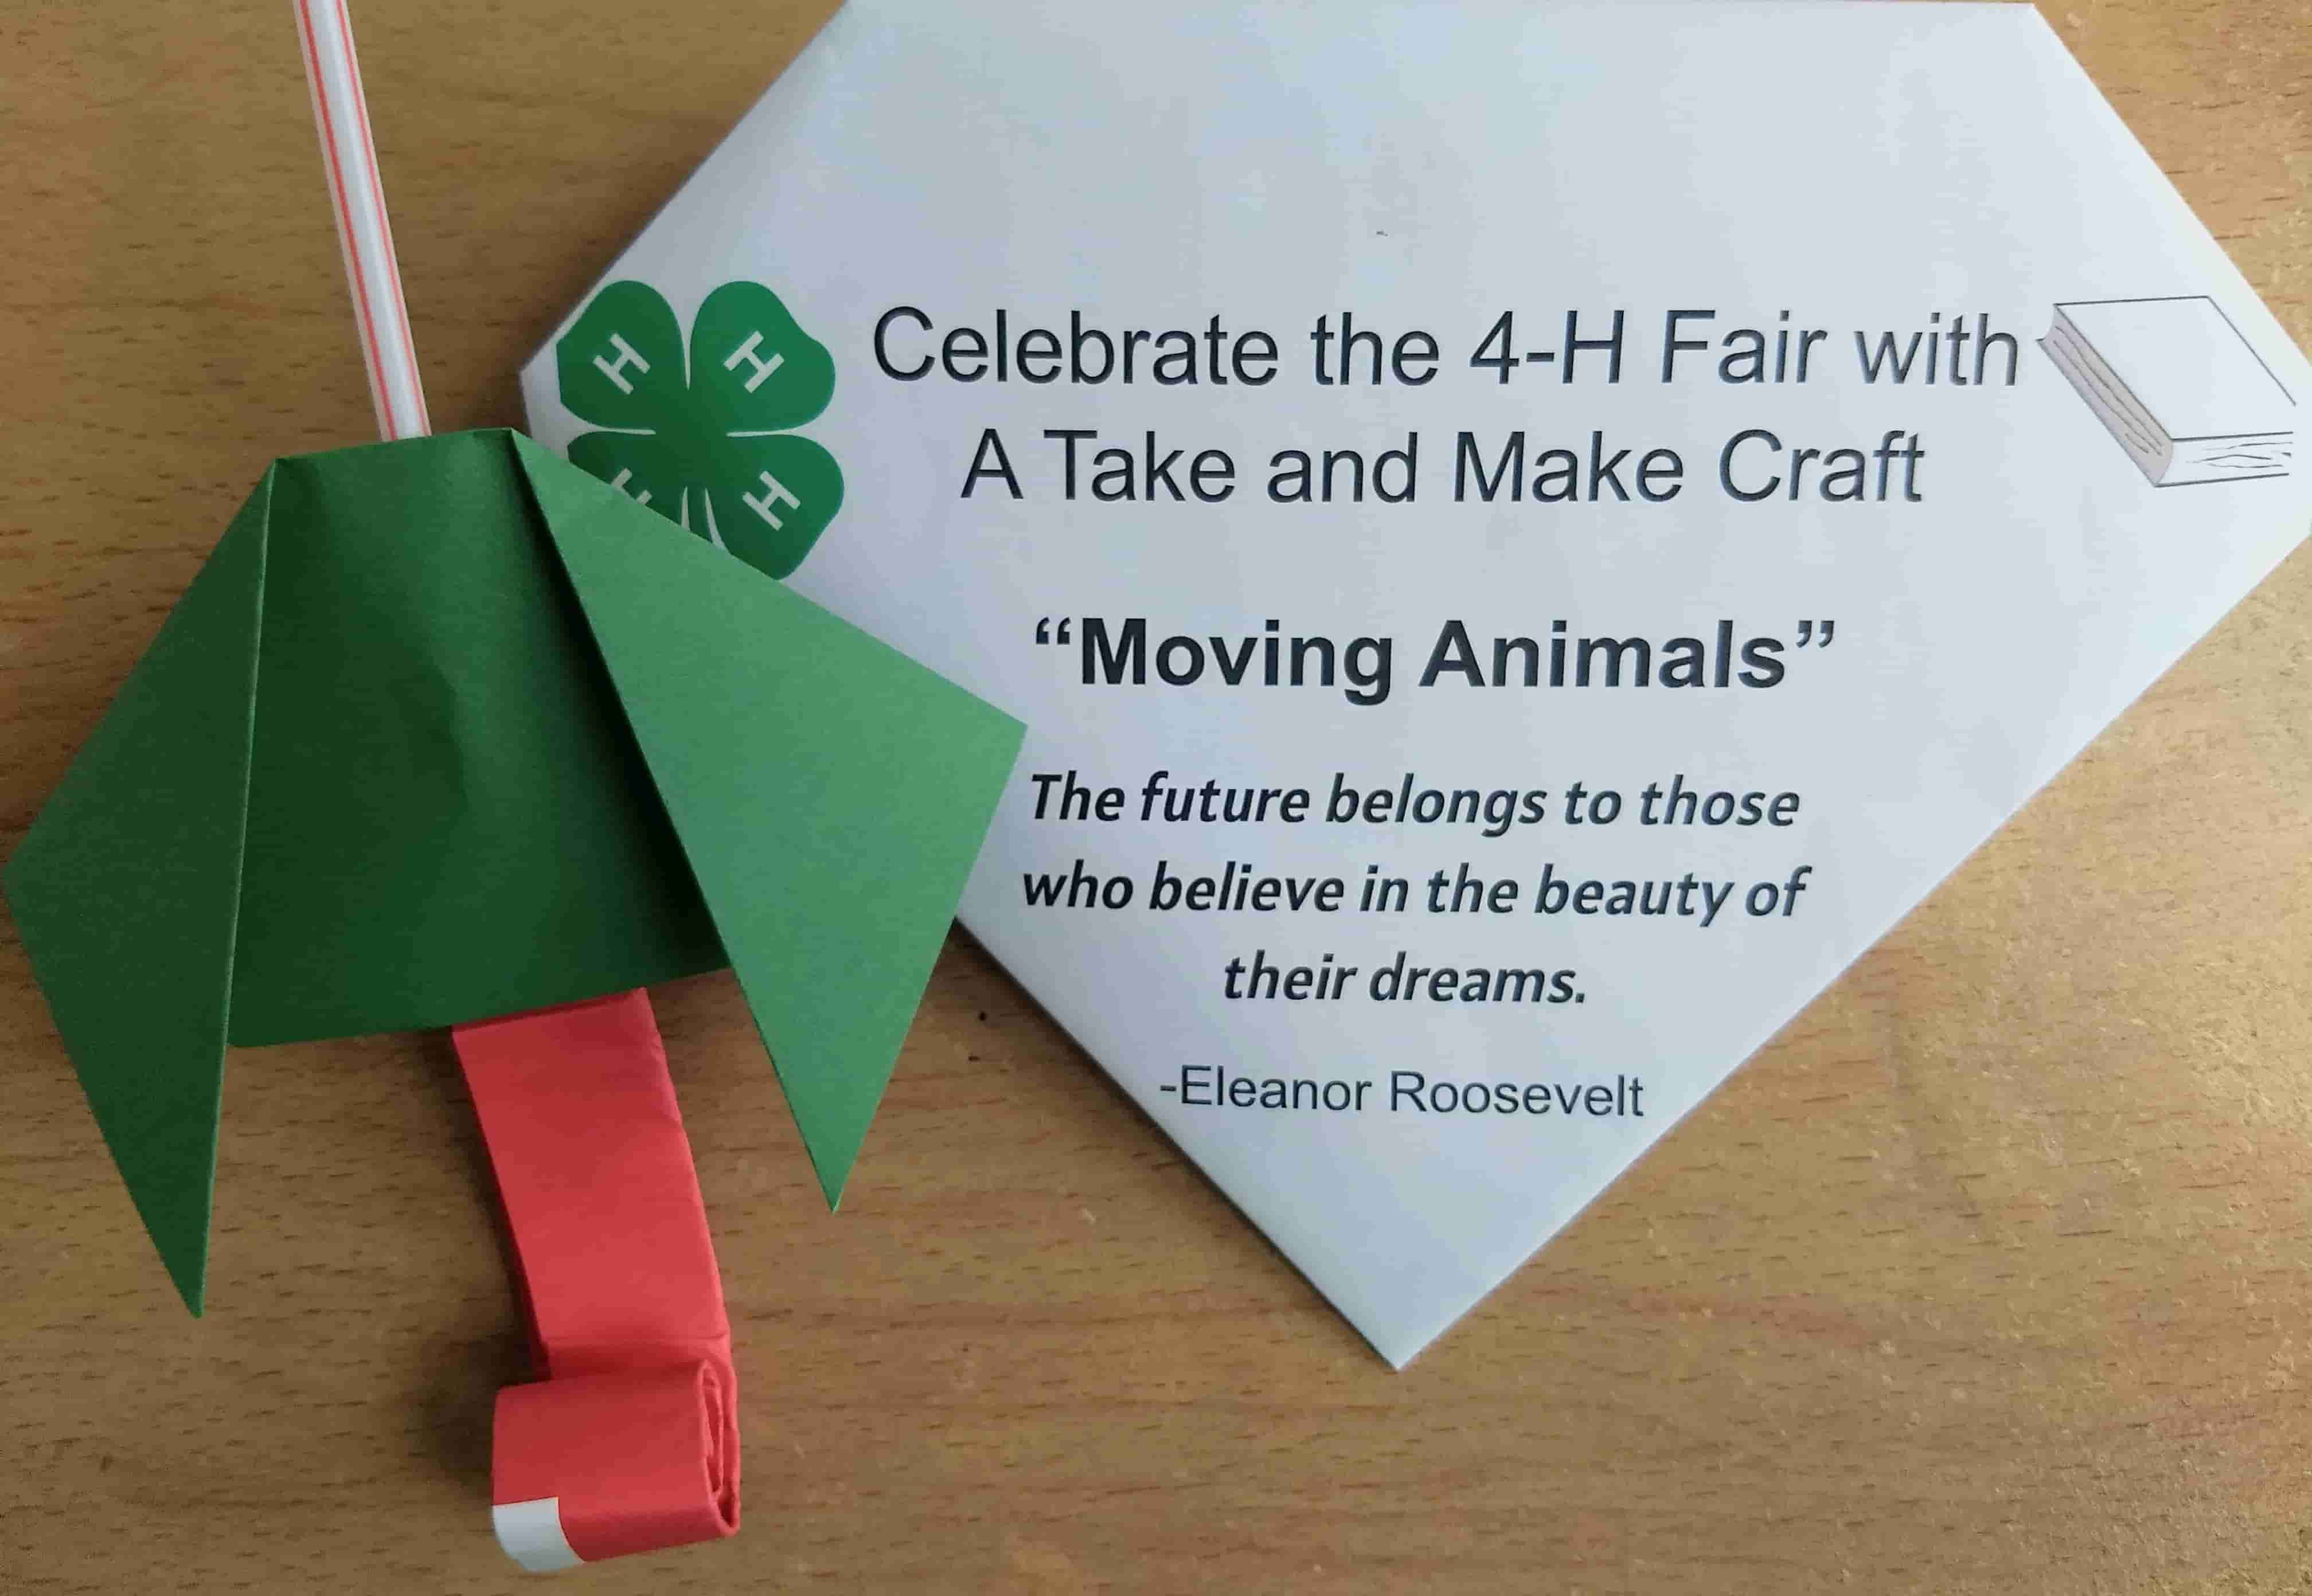 H H
H
Celebrate the 4-H Fair with
A Take and Make Craft
“Moving Animals”
The future belongs to those
who believe in the beauty of
their dreams.
-Eleanor Roosevelt